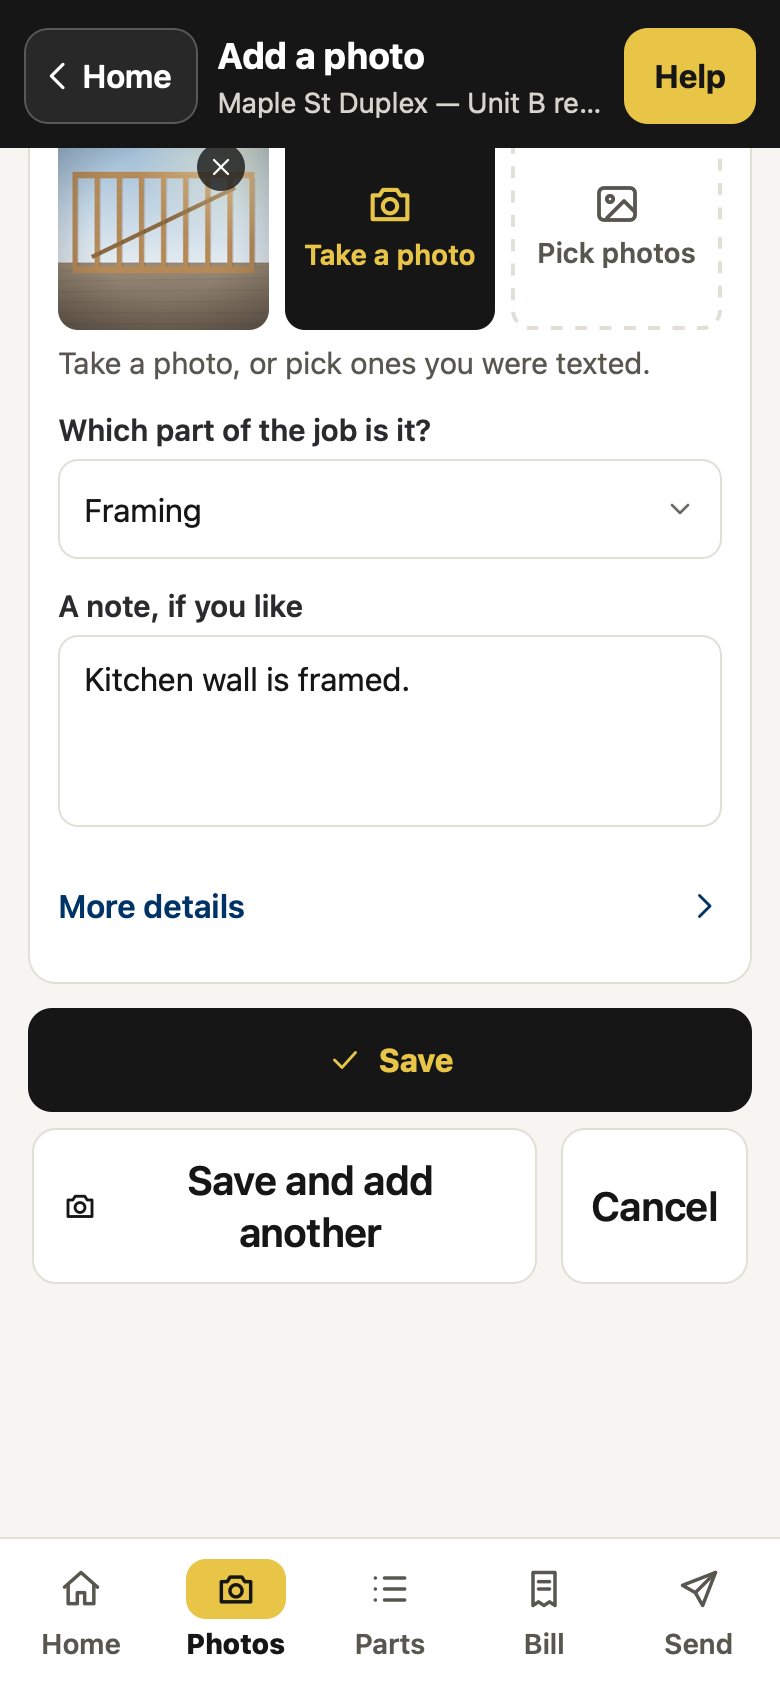 Home
Add a photo
Maple St Duplex — Unit B re...
Help
Take a photo
Pick photos
Take a photo, or pick ones you were texted.
Which part of the job is it?
Framing
A note, if you like
Kitchen wall is framed.
More details
Save
Save and add
another
Cancel
Home
Photos
Parts
Bill
Send